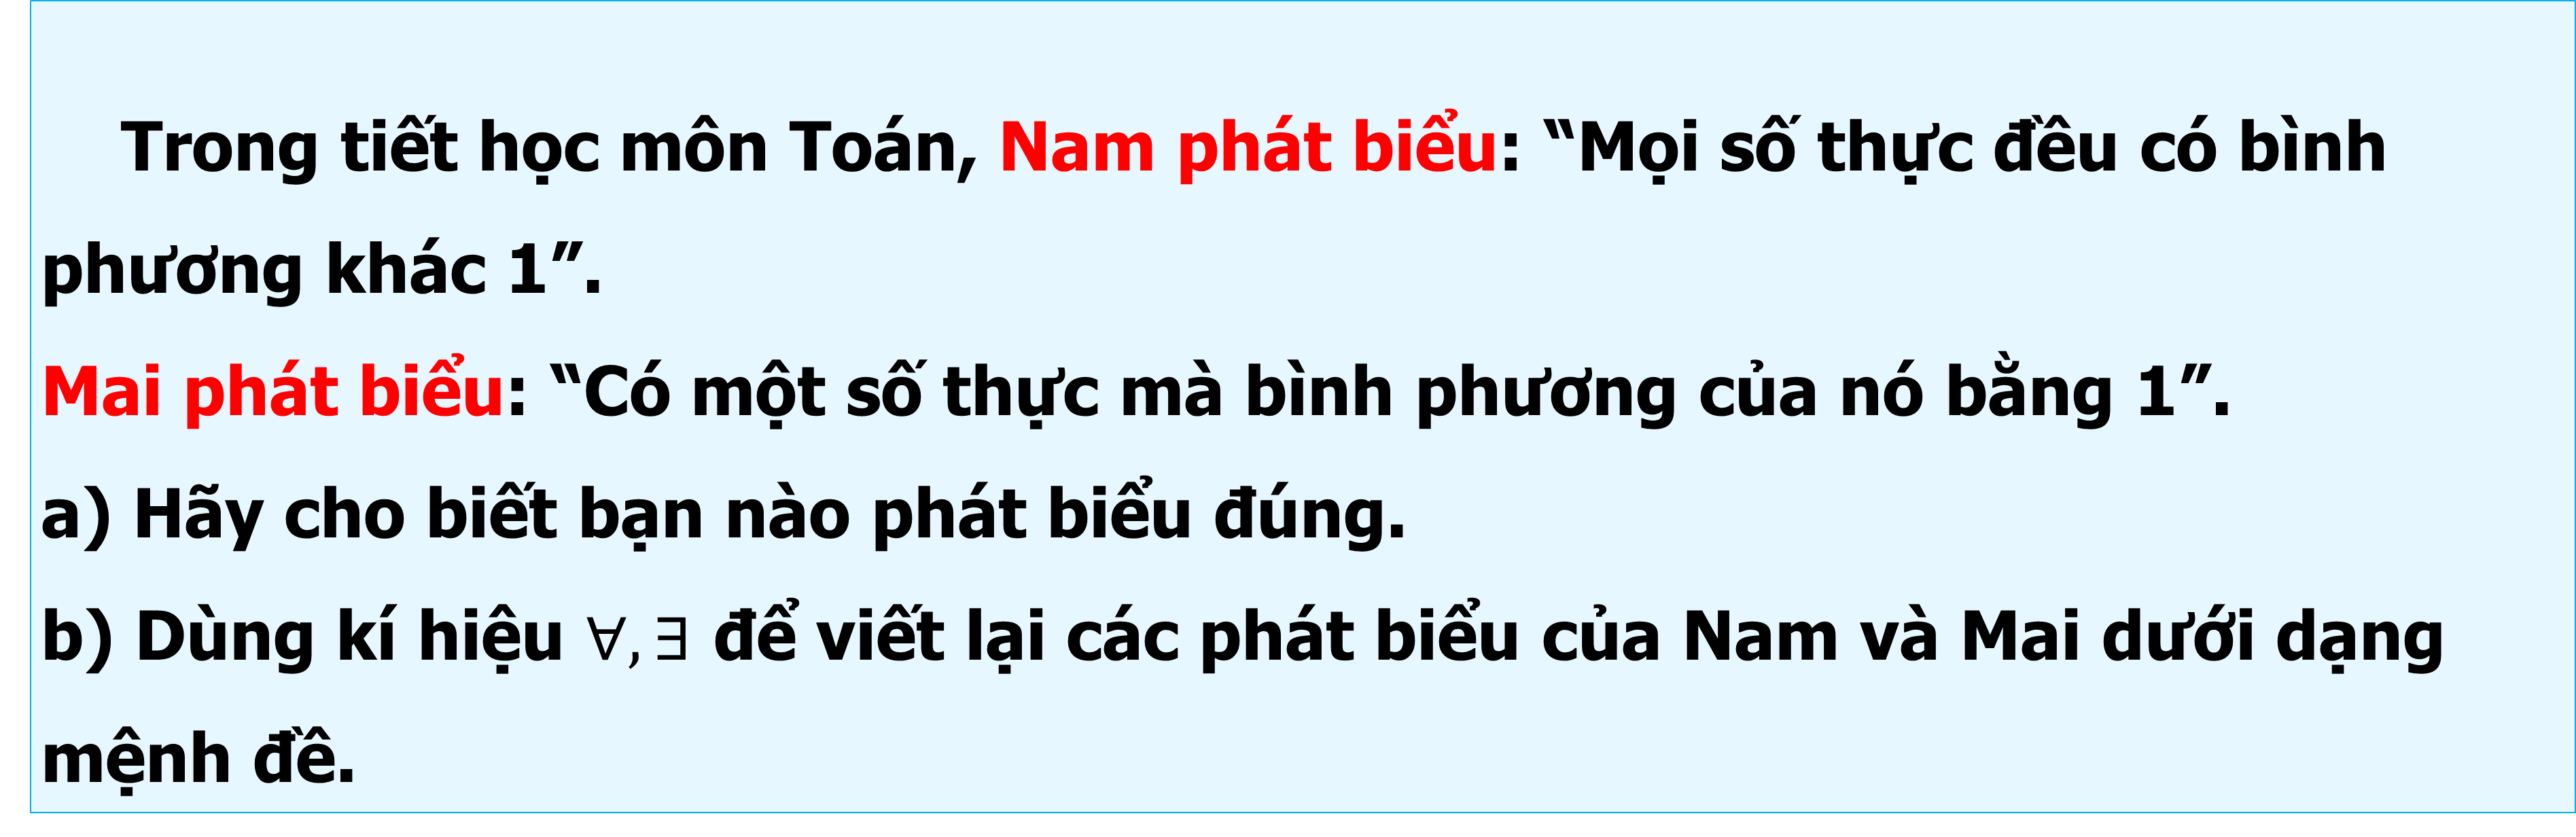 Trong tiết học môn Toán, Nam phát biểu: “Mọi số thực đều có bình
phương khác 1”.
Mai phát biểu: “Có một số thực mà bình phương của nó bằng 1”.
a) Hãy cho biết bạn nào phát biểu đúng.
b) Dùng kí hiệu ∀, ∃ để viết lại các phát biểu của Nam và Mai dưới dạng
mệnh đề.